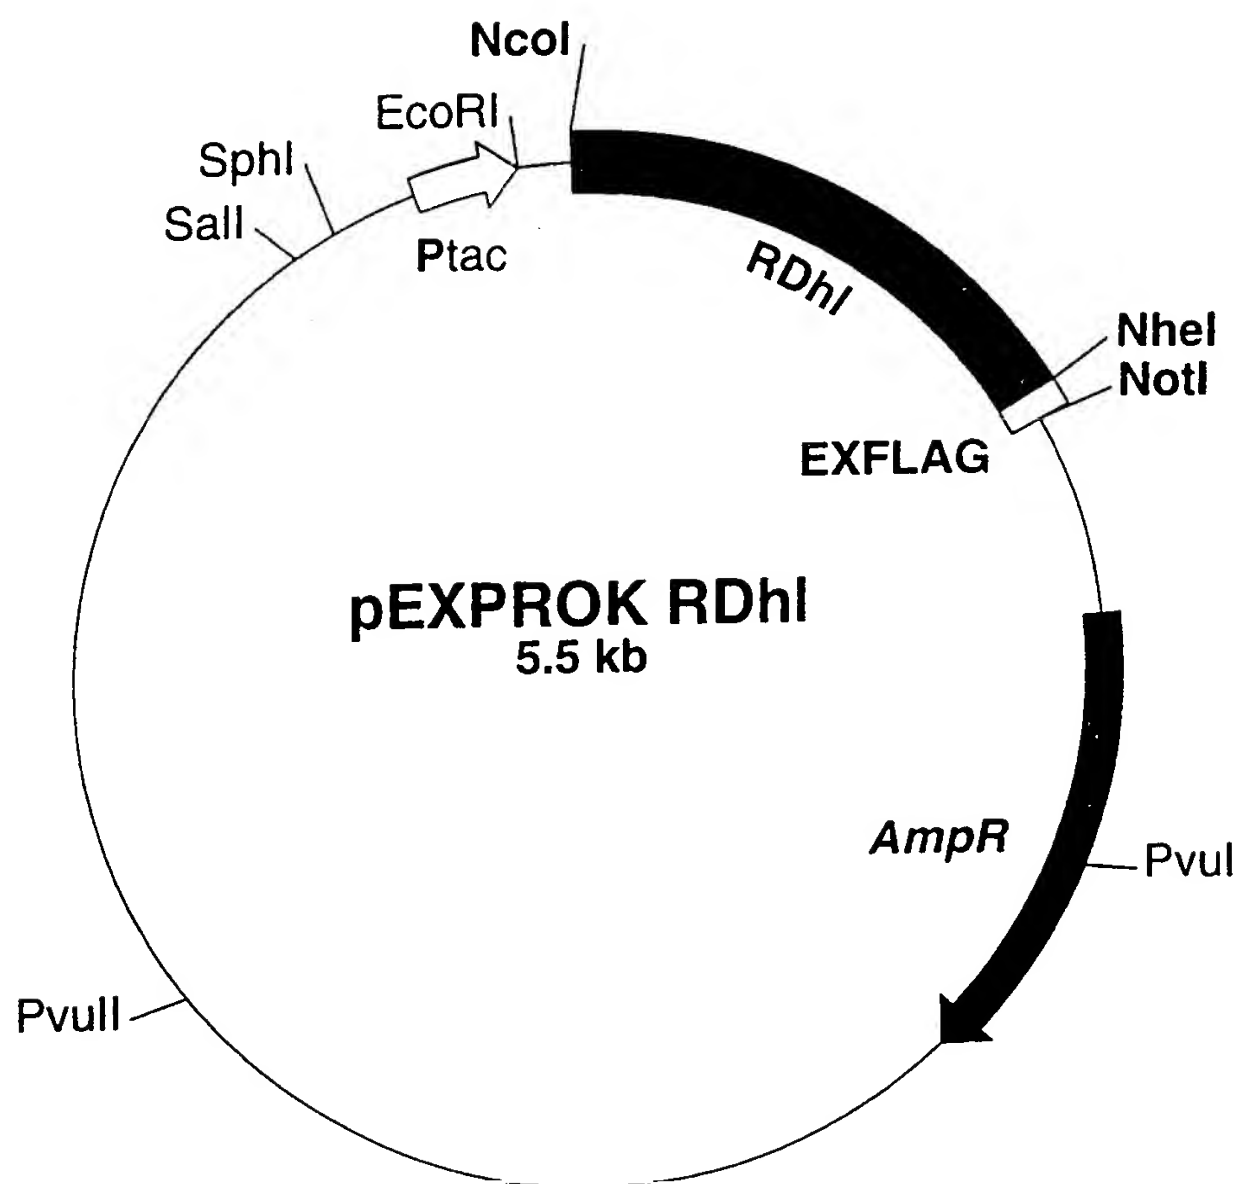 NcoI
EcoRI
SphI
SalI
Ptac
RDhI
NheI
NotI
EXFLAG
pEXPROK RDhI
5.5 kb
AmpR
PvuI
PvuII